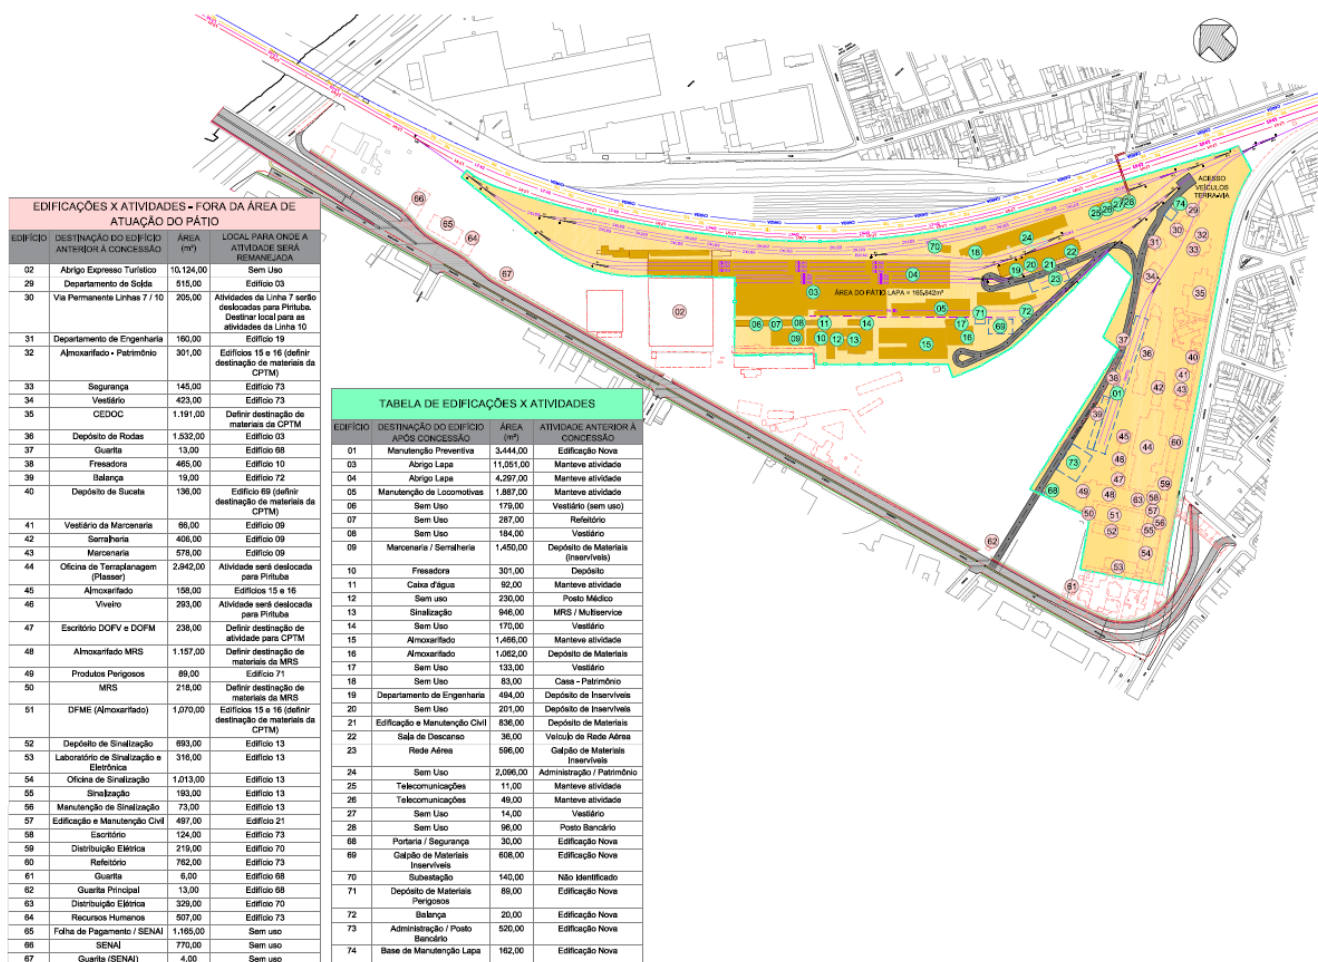 ACESSO
VEÍCULOS
TERRA-VIA
ÁREA DO PÁTIO LAPA = 165.642m²
EDIFICAÇÕES X ATIVIDADES - FORA DA ÁREA DE
ATUAÇÃO DO PÁTIO
EDIFÍCIO DESTINAÇÃO DO EDIFÍCIO ANTERIOR À CONCESSÃO ÁREA (m²) LOCAL PARA ONDE A ATIVIDADE SERÁ REMANEJADA
02 Abrigo Expresso Turístico 10,124,00 Sem Uso
29 Departamento de Solda 515,00 Edifício 03
30 Via Permanente Linhas 7 / 10 205,00 Atividades da Linha 7 serão deslocadas para Pirituba. Destinar local para as atividades da Linha 10
31 Departamento de Engenharia 160,00 Edifício 19
32 Almoxarifado - Patrimônio 301,00 Edifícios 15 e 16 (definir destinação de materiais da CPTM)
33 Segurança 145,00 Edifício 73
34 Vestiário 423,00 Edifício 73
35 CEDOC 1.191,00 Definir destinação de materiais da CPTM
36 Depósito de Rodas 1.532,00 Edifício 03
37 Guarita 13,00 Edifício 68
38 Fresadora 465,00 Edifício 10
39 Balança 19,00 Edifício 72
40 Depósito de Sucata 136,00 Edifício 69 (definir destinação de materiais da CPTM)
41 Vestiário da Marcenaria 66,00 Edifício 09
42 Serralheria 406,00 Edifício 09
43 Marcenaria 578,00 Edifício 09
44 Oficina de Terraplanagem (Plasser) 2.942,00 Atividade será deslocada para Pirituba
45 Almoxarifado 158,00 Edifícios 15 e 16
46 Viveiro 293,00 Atividade será deslocada para Pirituba
47 Escritório DOFV e DOFM 238,00 Definir destinação de atividade para CPTM
48 Almoxarifado MRS 1.157,00 Definir destinação de materiais da MRS
49 Produtos Perigosos 89,00 Edifício 71
50 MRS 218,00 Definir destinação de materiais da MRS
51 DFME (Almoxarifado) 1,070,00 Edifícios 15 e 16 (definir destinação de materiais da CPTM)
52 Depósito de Sinalização 693,00 Edifício 13
53 Laboratório de Sinalização e Eletrônica 316,00 Edifício 13
54 Oficina de Sinalização 1.013,00 Edifício 13
55 Sinalização 193,00 Edifício 13
56 Manutenção de Sinalização 73,00 Edifício 13
57 Edificação e Manutenção Civil 497,00 Edifício 21
58 Escritório 124,00 Edifício 73
59 Distribuição Elétrica 219,00 Edifício 70
60 Refeitório 762,00 Edifício 73
61 Guarita 6,00 Edifício 68
62 Guarita Principal 13,00 Edifício 68
63 Distribuição Elétrica 329,00 Edifício 70
64 Recursos Humanos 507,00 Edifício 73
65 Folha de Pagamento / SENAI 1.165,00 Sem uso
66 SENAI 770,00 Sem uso
67 Guarita (SENAI) 4,00 Sem uso
TABELA DE EDIFICAÇÕES X ATIVIDADES
EDIFÍCIO DESTINAÇÃO DO EDIFÍCIO APÓS CONCESSÃO ÁREA (m²) ATIVIDADE ANTERIOR À CONCESSÃO
01 Manutenção Preventiva 3.444,00 Edificação Nova
03 Abrigo Lapa 11,051,00 Manteve atividade
04 Abrigo Lapa 4.297,00 Manteve atividade
05 Manutenção de Locomotivas 1.887,00 Manteve atividade
06 Sem Uso 179,00 Vestiário (sem uso)
07 Sem Uso 287,00 Refeitório
08 Sem Uso 184,00 Vestiário
09 Marcenaria / Serralheria 1,450,00 Depósito de Materiais (Inservíveis)
10 Fresadora 301,00 Depósito
11 Caixa d'água 92,00 Manteve atividade
12 Sem uso 230,00 Posto Médico
13 Sinalização 946,00 MRS / Multiservice
14 Sem Uso 170,00 Vestiário
15 Almoxarifado 1,466,00 Manteve atividade
16 Almoxarifado 1.062,00 Depósito de Materiais
17 Sem Uso 133,00 Vestiário
18 Sem Uso 83,00 Casa - Patrimônio
19 Departamento de Engenharia 494,00 Depósito de Inservíveis
20 Sem Uso 201,00 Depósito de Inservíveis
21 Edificação e Manutenção Civil 836,00 Depósito de Materiais
22 Sala de Descanso 36,00 Veículo de Rede Aérea
23 Rede Aérea 596,00 Galpão de Materiais Inservíveis
24 Sem Uso 2,096,00 Administração / Patrimônio
25 Telecomunicações 11,00 Manteve atividade
26 Telecomunicações 49,00 Manteve atividade
27 Sem Uso 14,00 Vestiário
28 Sem Uso 96,00 Posto Bancário
68 Portaria / Segurança 30,00 Edificação Nova
69 Galpão de Materiais Inservíveis 608,00 Edificação Nova
70 Subestação 140,00 Não Identificado
71 Depósito de Materiais Perigosos 89,00 Edificação Nova
72 Balança 20,00 Edificação Nova
73 Administração / Posto Bancário 520,00 Edificação Nova
74 Base de Manutenção Lapa 162,00 Edificação Nova